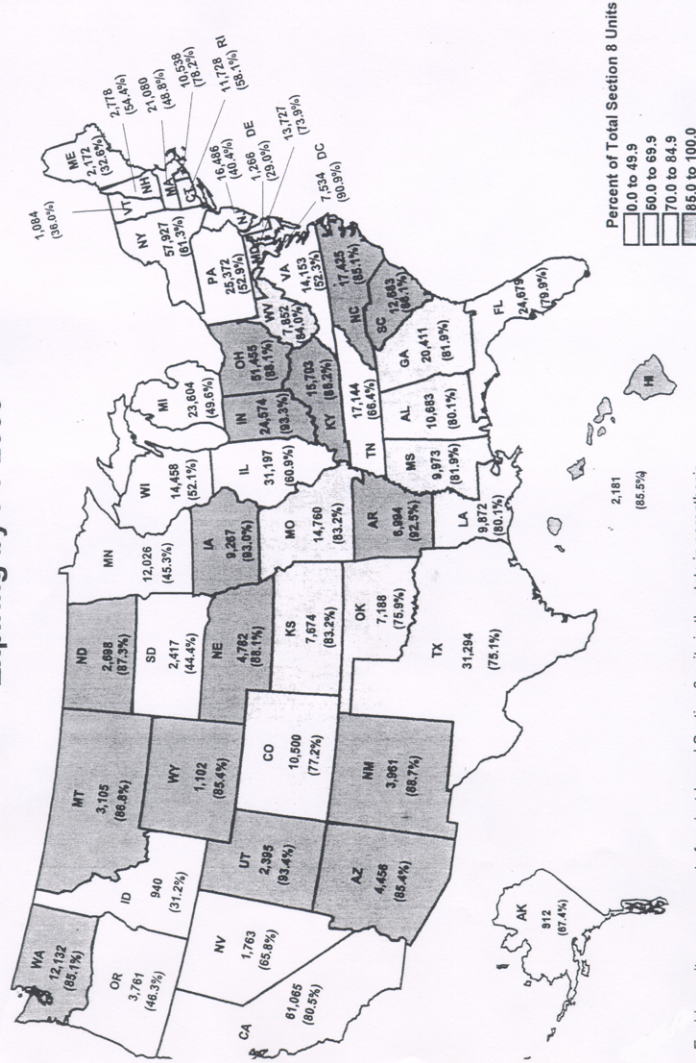 WA
12,132
(85.1%)
OR
3,761
(46.3%)
CA
61,065
(80.5%)
ID
940
(31.2%)
NV
1,763
(65.8%)
MT
3,105
(86.8%)
WY
1,102
(85.4%)
UT
2,395
(93.4%)
AZ
4,456
(85.4%)
CO
10,500
(77.2%)
NM
3,961
(88.7%)
ND
2,698
(87.3%)
SD
2,417
(44.4%)
NE
4,782
(88.1%)
KS
7,674
(83.2%)
OK
7,188
(75.9%)
TX
31,294
(75.1%)
MN
12,026
(45.3%)
IA
9,267
(93.0%)
MO
14,760
(83.2%)
AR
6,994
(92.5%)
LA
9,872
(80.1%)
WI
14,458
(52.1%)
IL
31,197
(60.9%)
MI
23,604
(49.6%)
IN
24,574
(93.3%)
OH
51,455
(88.1%)
KY
15,703
(88.2%)
TN
17,144
(66.4%)
MS
9,973
(81.9%)
AL
10,683
(80.1%)
GA
20,411
(81.9%)
FL
24,679
(79.9%)
SC
(86.1%)
NC
17,425
(85.1%)
VA
14,153
(52.3%)
WV
7,852
(84.0%)
PA
25,372
(52.9%)
NY
57,927
(61.3%)
VT
1,084
(36.0%)
NH
2,778
(54.4%)
ME
2,172
(32.6%)
MA
21,080
(48.8%)
CT
10,538
(78.2%)
11,728 RI
(58.1%)
NJ
16,486
(40.4%)
1,266 DE
(29.0%)
MD
13,727
(73.9%)
7,534 DC
(90.9%)
AK
912
(67.4%)
HI
2,181
(85.5%)
Percent of Total Section 8 Units
0.0 to 49.9
50.0 to 69.9
70.0 to 84.9
85.0 to 100.0